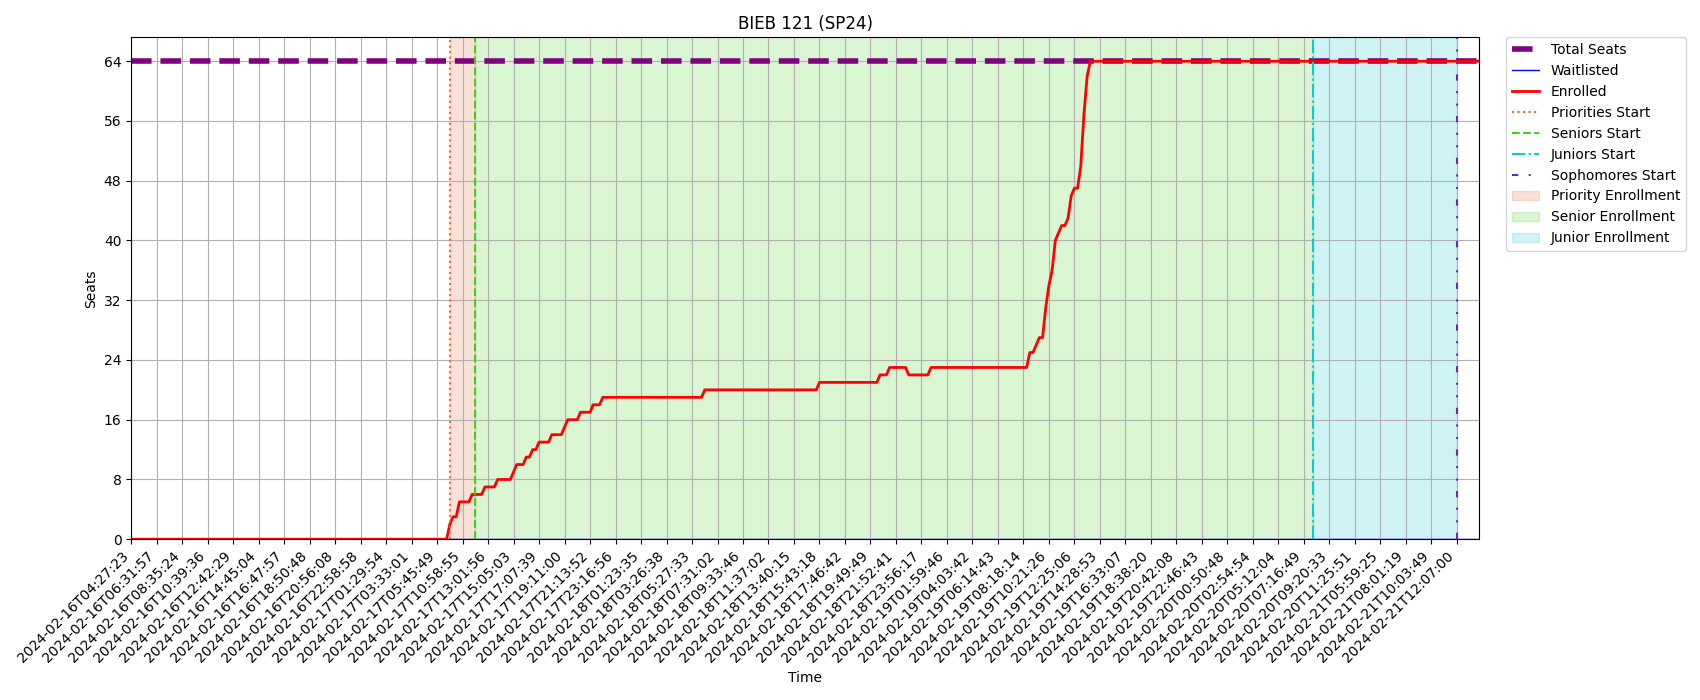 BIEB 121 (SP24)
Total Seats
Waitlisted
Enrolled
Priorities Start
Seniors Start
Juniors Start
Sophomores Start
Priority Enrollment
Senior Enrollment
Junior Enrollment
Seats
64
56
48
40
32
24
16
8
0
2024-02-16T04:27:23
2024-02-16T06:31:57
2024-02-16T08:35:24
2024-02-16T10:39:36
2024-02-16T12:42:29
2024-02-16T14:45:04
2024-02-16T16:47:57
2024-02-16T18:50:48
2024-02-16T20:56:08
2024-02-16T22:58:58
2024-02-17T01:29:54
2024-02-17T03:33:01
2024-02-17T05:45:49
2024-02-17T10:58:55
2024-02-17T13:01:56
2024-02-17T15:05:03
2024-02-17T17:07:39
2024-02-17T19:11:00
2024-02-17T21:13:52
2024-02-17T23:16:56
2024-02-18T01:23:35
2024-02-18T03:26:38
2024-02-18T05:27:33
2024-02-18T07:31:02
2024-02-18T09:33:46
2024-02-18T11:37:02
2024-02-18T13:40:15
2024-02-18T15:43:18
2024-02-18T17:46:42
2024-02-18T19:49:49
2024-02-18T21:52:41
2024-02-18T23:56:17
2024-02-19T01:59:46
2024-02-19T04:03:42
2024-02-19T06:14:43
2024-02-19T08:18:14
2024-02-19T10:21:26
2024-02-19T12:25:06
2024-02-19T14:28:53
2024-02-19T16:33:07
2024-02-19T18:38:20
2024-02-19T20:42:08
2024-02-19T22:46:43
2024-02-20T00:50:48
2024-02-20T02:54:54
2024-02-20T05:12:04
2024-02-20T07:16:49
2024-02-20T09:20:33
2024-02-20T11:25:51
2024-02-21T05:59:25
2024-02-21T08:01:19
2024-02-21T10:03:49
2024-02-21T12:07:00
Time